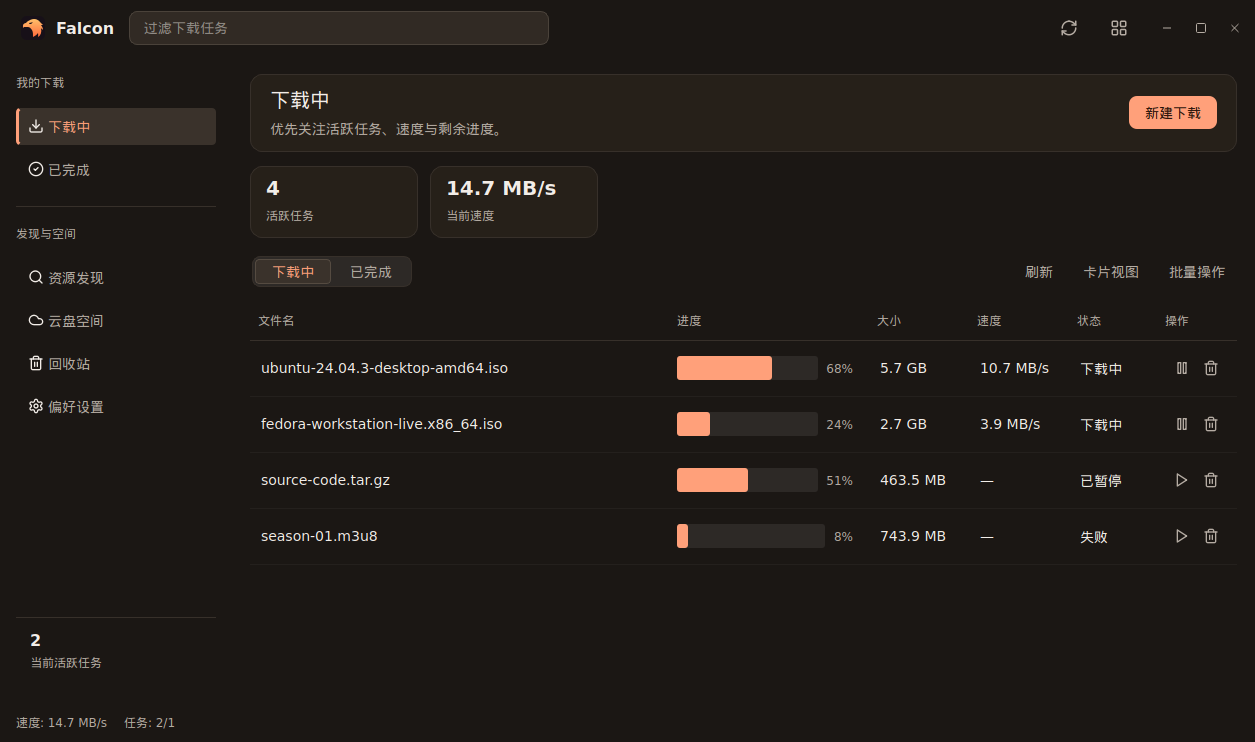 Falcon
过滤下载任务
我的下载
下载中
已完成
发现与空间
资源发现
云盘空间
回收站
偏好设置
2
当前活跃任务
速度: 14.7 MB/s 任务: 2/1
下载中
优先关注活跃任务、速度与剩余进度。
新建下载
4
活跃任务
14.7 MB/s
当前速度
下载中 已完成
刷新 卡片视图 批量操作
文件名 进度 大小 速度 状态 操作
ubuntu-24.04.3-desktop-amd64.iso 68% 5.7 GB 10.7 MB/s 下载中
fedora-workstation-live.x86_64.iso 24% 2.7 GB 3.9 MB/s 下载中
source-code.tar.gz 51% 463.5 MB — 已暂停
season-01.m3u8 8% 743.9 MB — 失败